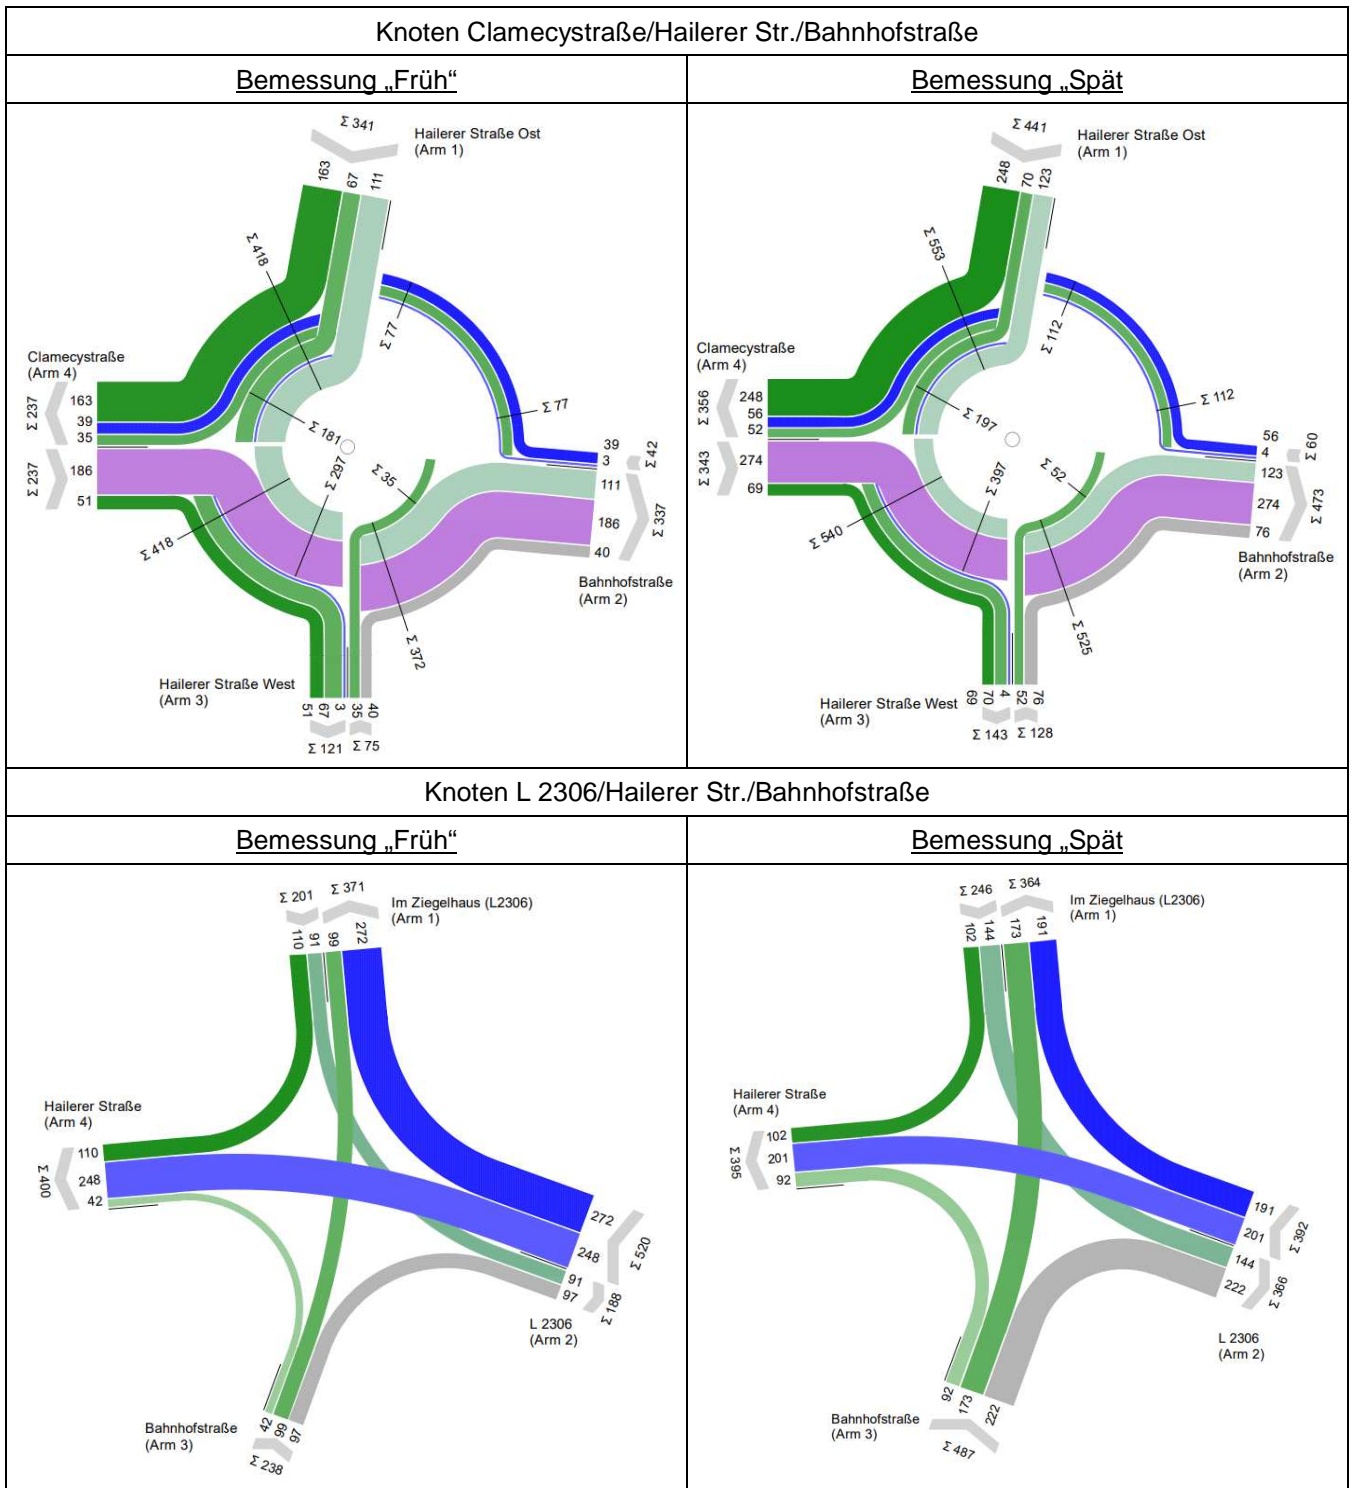 Knoten Clamecystraße/Hailerer Str./Bahnhofstraße
Bemessung „Früh“
Bemessung „Spät
Σ 341
Hailerer Straße Ost
(Arm 1)
163
67
111
Σ 418
Σ 77
Clamecystraße
(Arm 4)
Σ 237
163
39
35
Σ 181
Σ 77
39
3
Σ 42
Σ 237
186
51
Σ 297
Σ 35
111
186
40
Σ 337
Σ 418
Bahnhofstraße
(Arm 2)
Σ 372
Hailerer Straße West
(Arm 3)
51
67
3
35
40
Σ 121
Σ 75
Σ 441
Hailerer Straße Ost
(Arm 1)
248
70
123
Σ 553
Σ 112
Clamecystraße
(Arm 4)
Σ 356
248
56
52
Σ 197
Σ 112
56
4
Σ 60
Σ 343
274
69
Σ 397
Σ 52
123
274
76
Σ 473
Σ 540
Bahnhofstraße
(Arm 2)
Σ 525
Hailerer Straße West
(Arm 3)
69
70
4
52
76
Σ 143
Σ 128
Knoten L 2306/Hailerer Str./Bahnhofstraße
Bemessung „Früh“
Bemessung „Spät
Σ 201
Σ 371
Im Ziegelhaus (L2306)
(Arm 1)
110
91
99
272
Hailerer Straße
(Arm 4)
Σ 400
110
248
42
272
248
Σ 520
91
97
Σ 188
L 2306
(Arm 2)
Bahnhofstraße
(Arm 3)
42
99
97
Σ 238
Σ 246
Σ 364
Im Ziegelhaus (L2306)
(Arm 1)
102
144
173
191
Hailerer Straße
(Arm 4)
Σ 395
102
201
92
191
201
Σ 392
144
222
Σ 366
L 2306
(Arm 2)
Bahnhofstraße
(Arm 3)
92
173
222
Σ 487